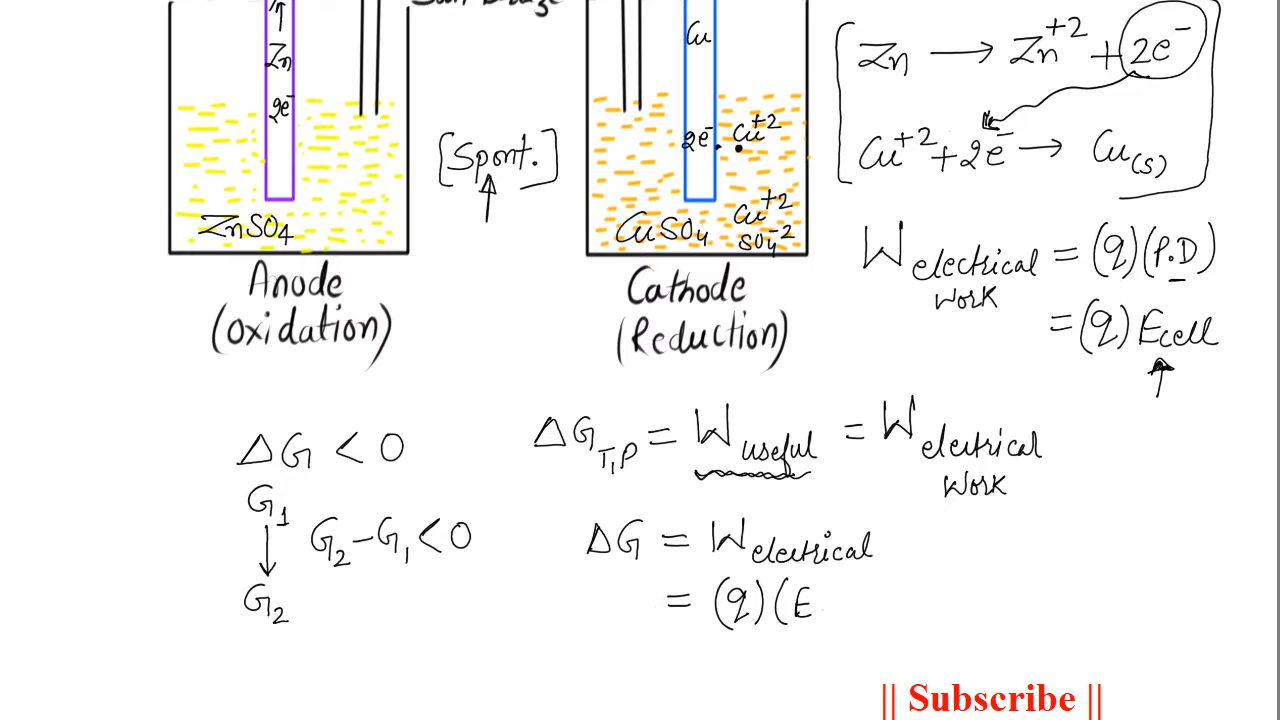 Zn
2e⁻
ZnSO₄
Anode
(Oxidation)
[Spont.]
Cu
2e⁻ . Cu⁺²
Cu⁺²
CuSO₄ SO₄⁻²
Cathode
(Reduction)
Zn → Zn⁺² + 2e⁻
Cu⁺² + 2e⁻ → Cu(s)
W electrical work = (q)(P.D)
= (q) Ecell
ΔG < 0
G₁
↓ G₂ - G₁ < 0
G₂
ΔG T,P = W useful = W electrical work
ΔG = W electrical
= (q)(E
|| Subscribe ||